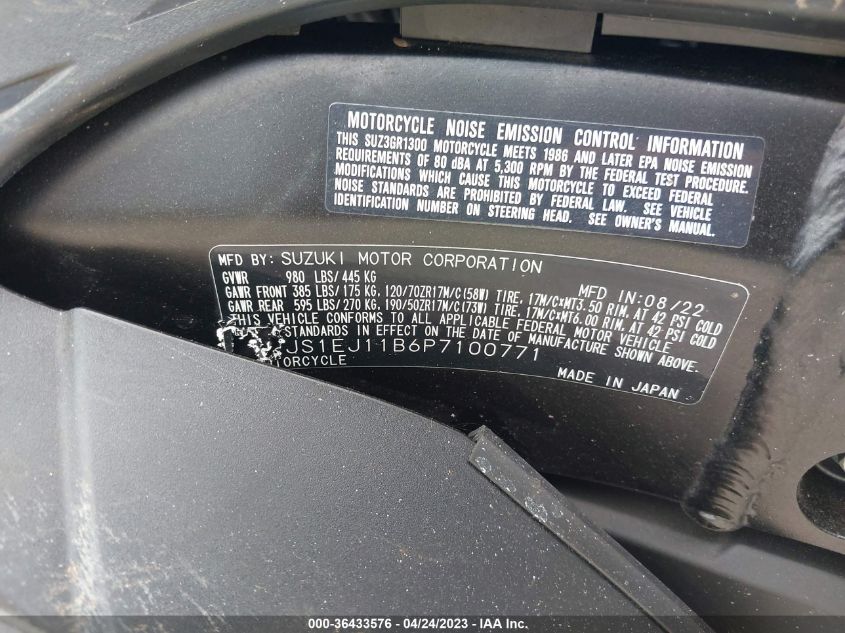 MOTORCYCLE NOISE EMISSION CONTROL INFORMATION
THIS SUZ3GR1300 MOTORCYCLE MEETS 1986 AND LATER EPA NOISE EMISSION
REQUIREMENTS OF 80 dBA AT 5,300 RPM BY THE FEDERAL TEST PROCEDURE.
MODIFICATIONS WHICH CAUSE THIS MOTORCYCLE TO EXCEED FEDERAL
NOISE STANDARDS ARE PROHIBITED BY FEDERAL LAW. SEE VEHICLE
IDENTIFICATION NUMBER ON STEERING HEAD. SEE OWNER'S MANUAL.
MFD BY: SUZUKI MOTOR CORPORATION
MFD IN: 08/22
GVWR 980 LBS/445 KG
GAWR FRONT 385 LBS/175 KG, 120/70ZR17M/C(58W) TIRE, 17M/CxMT3.50 RIM. AT 42 PSI COLD
GAWR REAR 595 LBS/270 KG, 190/50ZR17M/C(73W) TIRE, 17M/CxMT6.00 RIM. AT 42 PSI COLD
THIS VEHICLE CONFORMS TO ALL APPLICABLE FEDERAL MOTOR VEHICLE
STANDARDS IN EFFECT ON THE DATE OF MANUFACTURE SHOWN ABOVE.
JS1EJ11B6P7100771
MADE IN JAPAN
000-36433576 / 04/24/2023 - Copyright © IAA, LLC.